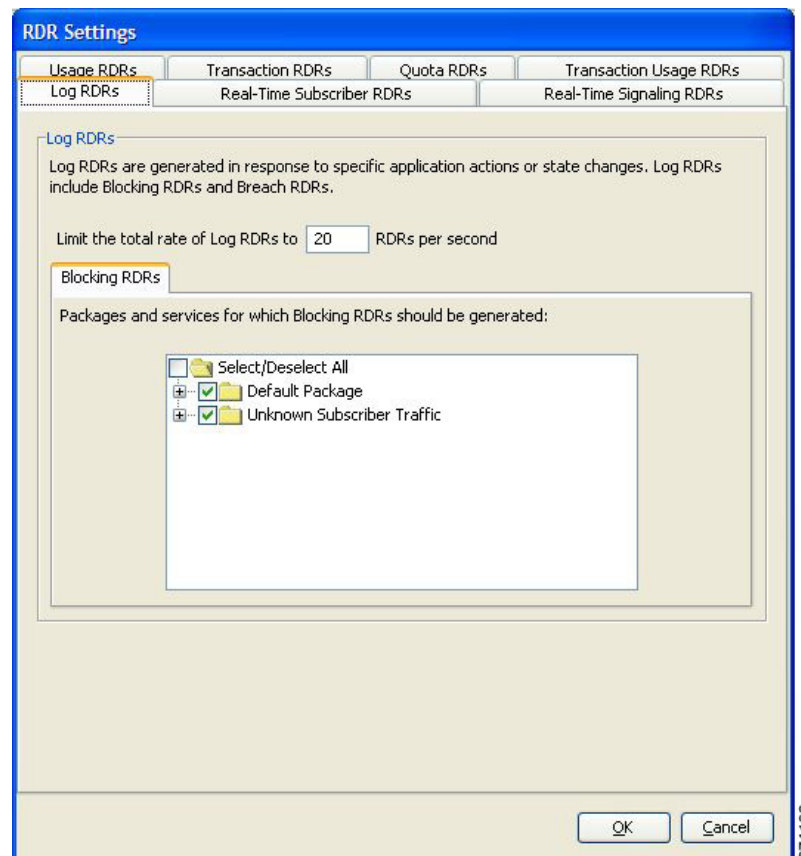 RDR Settings
Usage RDRs
Transaction RDRs
Quota RDRs
Transaction Usage RDRs
Log RDRs
Real-Time Subscriber RDRs
Real-Time Signaling RDRs
Log RDRs
Log RDRs are generated in response to specific application actions or state changes. Log RDRs
include Blocking RDRs and Breach RDRs.
Limit the total rate of Log RDRs to 20 RDRs per second
Blocking RDRs
Packages and services for which Blocking RDRs should be generated:
Select/Deselect All
Default Package
Unknown Subscriber Traffic
OK
Cancel